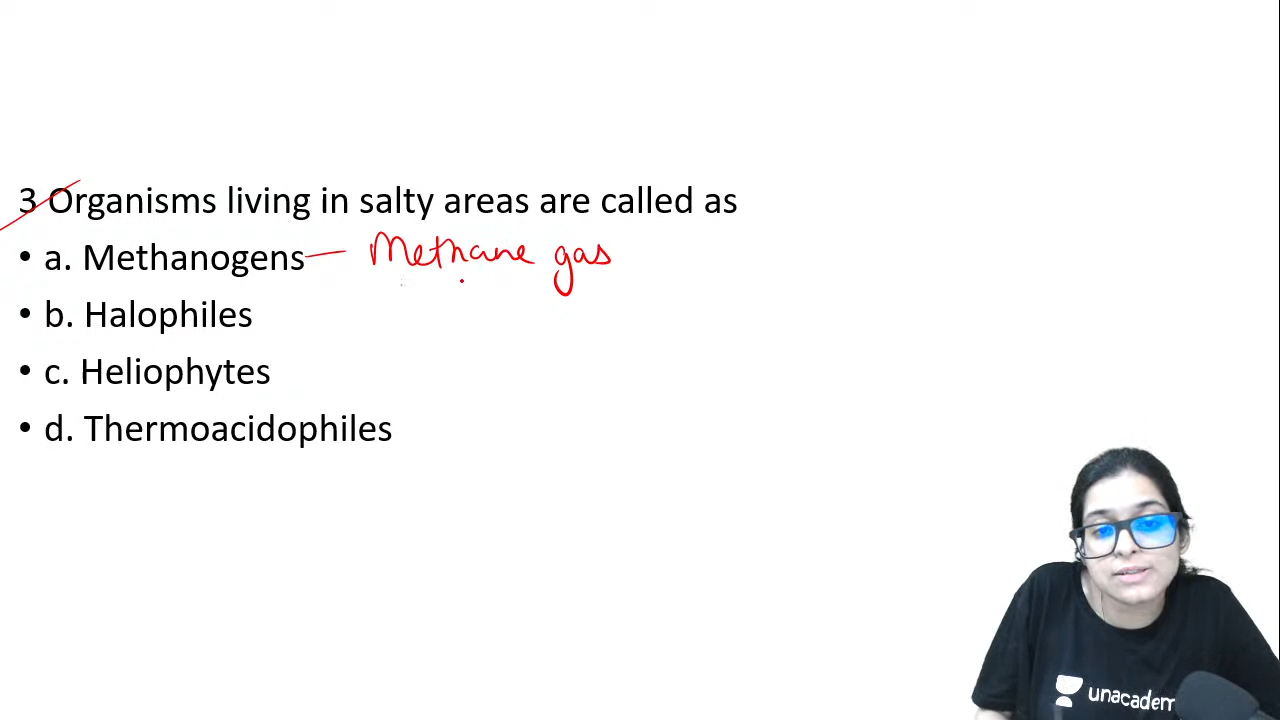 3 Organisms living in salty areas are called as
• a. Methanogens — Methane gas
• b. Halophiles
• c. Heliophytes
• d. Thermoacidophiles
unacadem